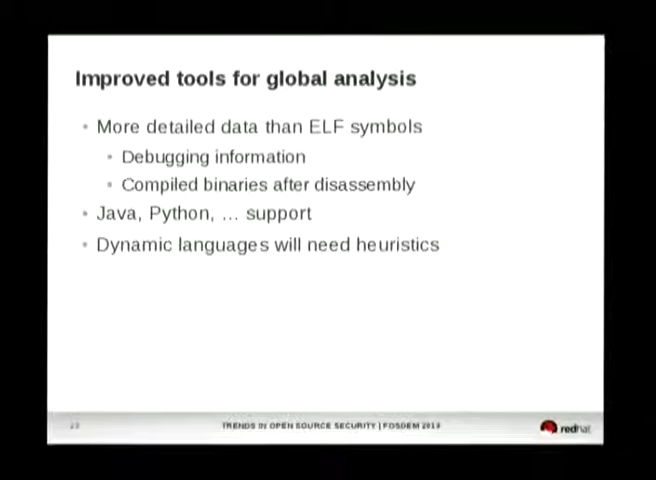 Improved tools for global analysis
More detailed data than ELF symbols
Debugging information
Compiled binaries after disassembly
Java, Python, ... support
Dynamic languages will need heuristics
TRENDS IN OPEN SOURCE SECURITY | FOSDEM 2013
redhat